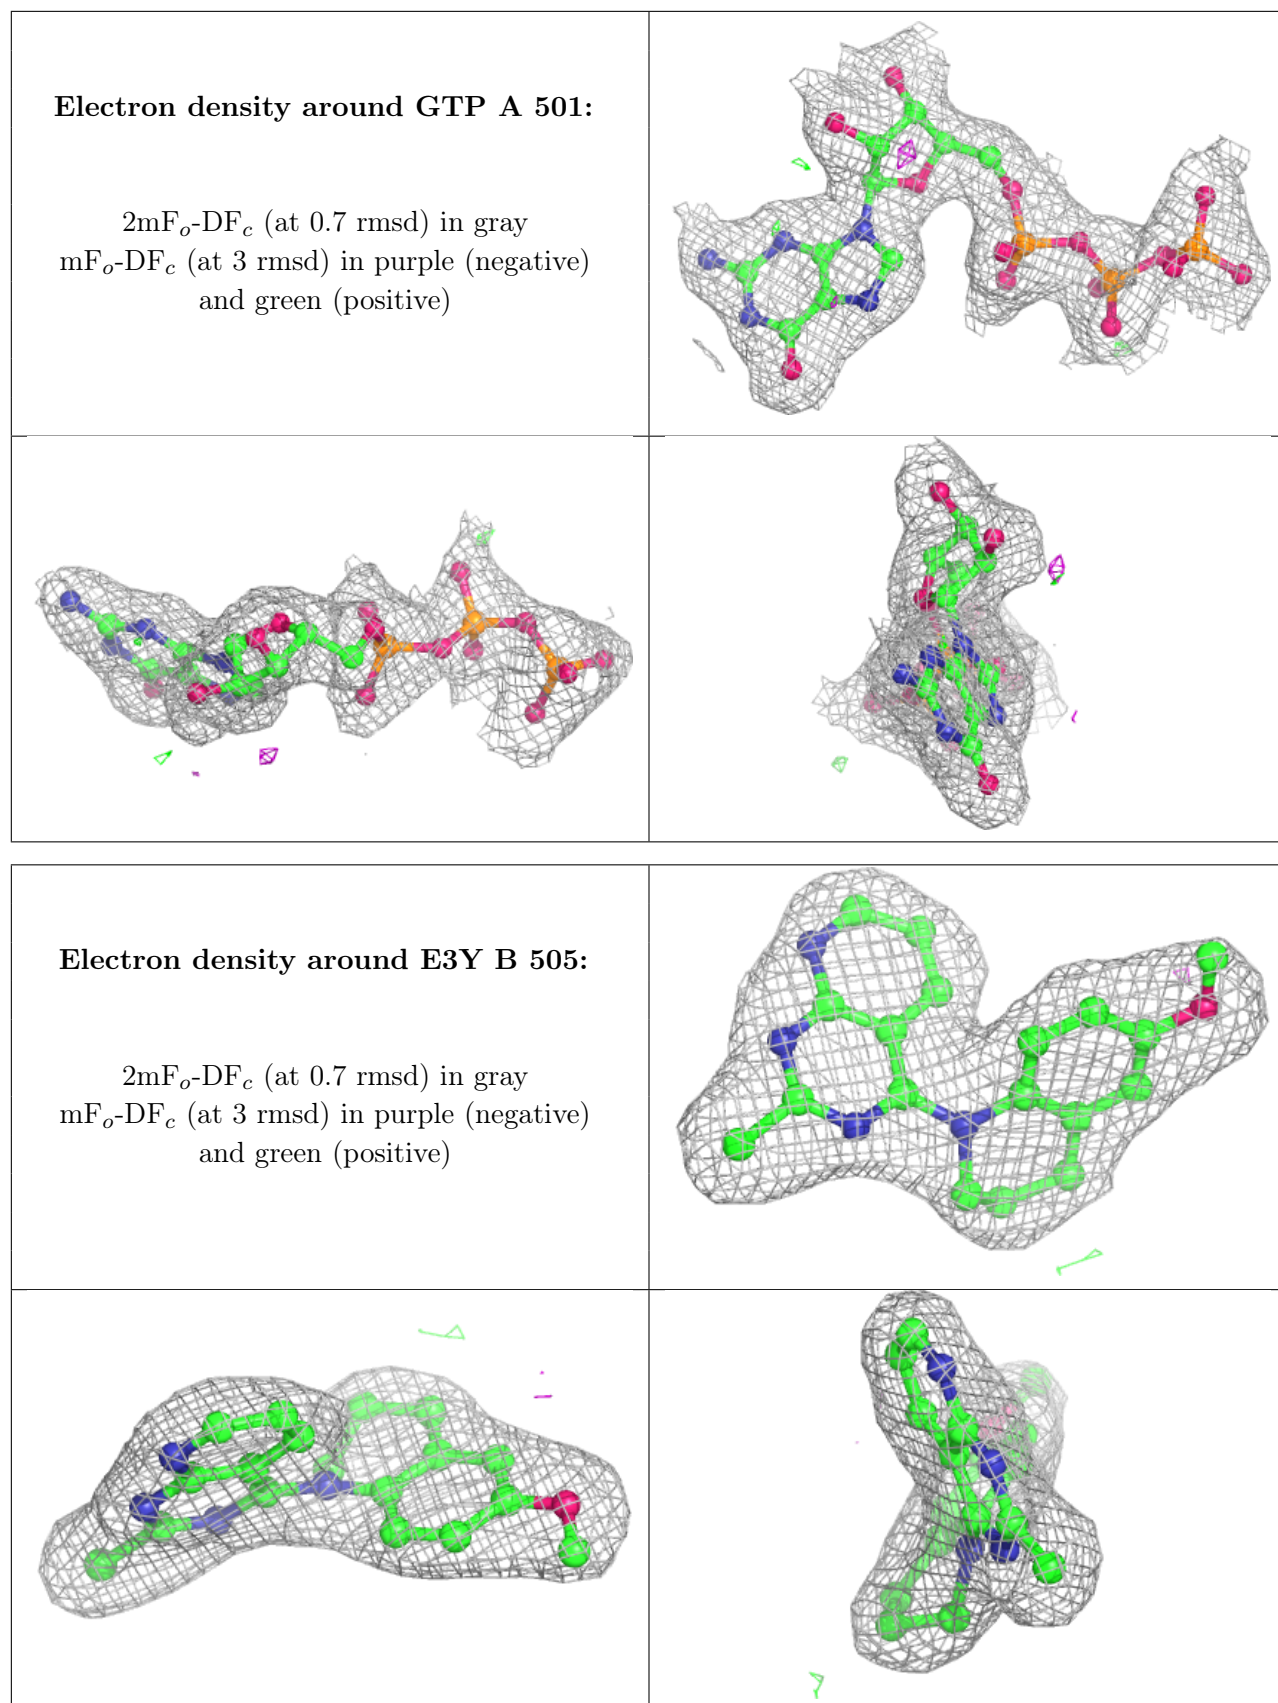 Electron density around GTP A 501:
2mFo-DFc (at 0.7 rmsd) in gray
mFo-DFc (at 3 rmsd) in purple (negative)
and green (positive)
Electron density around E3Y B 505:
2mFo-DFc (at 0.7 rmsd) in gray
mFo-DFc (at 3 rmsd) in purple (negative)
and green (positive)